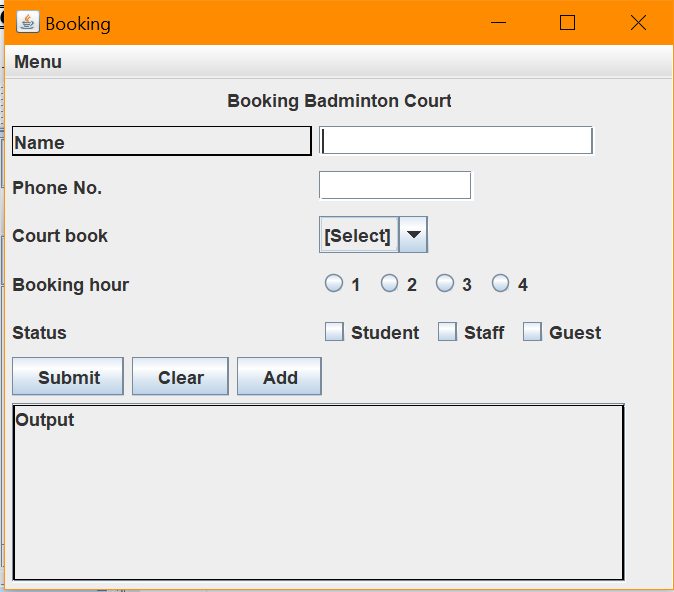 Booking
Menu
Booking Badminton Court
Name
Phone No.
Court book [Select]
Booking hour 1 2 3 4
Status Student Staff Guest
Submit Clear Add
Output